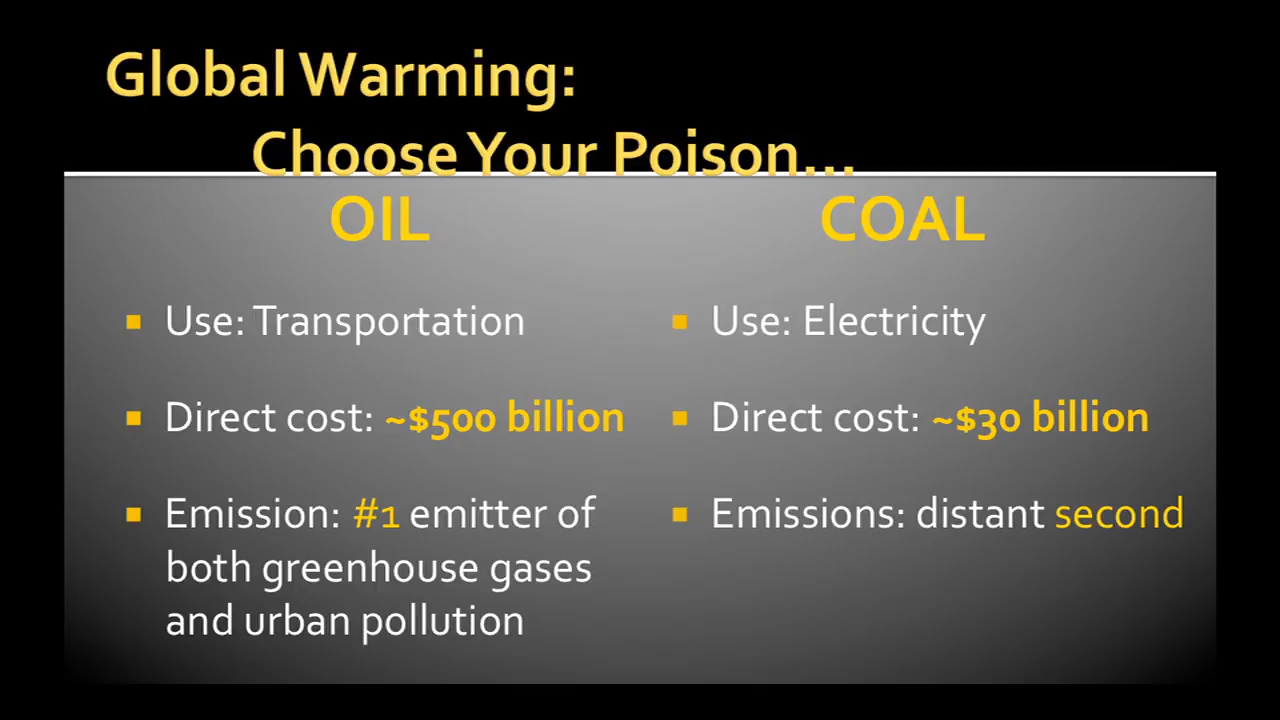 Global Warming:
Choose Your Poison...
OIL
Use: Transportation
Direct cost: ~$500 billion
Emission: #1 emitter of
both greenhouse gases
and urban pollution
COAL
Use: Electricity
Direct cost: ~$30 billion
Emissions: distant second